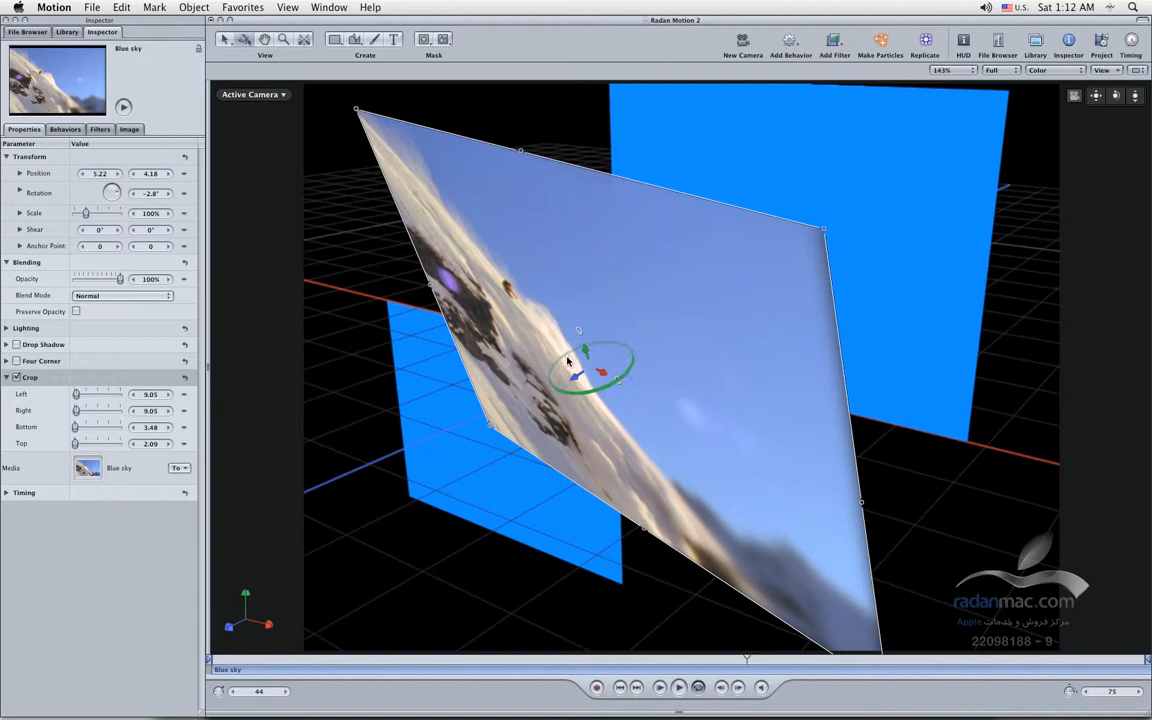 Motion File Edit Mark Object Favorites View Window Help
U.S. Sat 1:12 AM
Inspector
Radan Motion 2
File Browser Library Inspector
Blue sky
View Create Mask
New Camera Add Behavior Add Filter Make Particles Replicate HUD File Browser Library Inspector Project Timing
143% Full Color View
Active Camera
Properties Behaviors Filters Image
Parameter Value
Transform
Position 5.22 4.18
Rotation -2.8°
Scale 100%
Shear 0° 0°
Anchor Point 0 0
Blending
Opacity 100%
Blend Mode Normal
Preserve Opacity
Lighting
Drop Shadow
Four Corner
Crop
Left 9.05
Right 9.05
Bottom 3.48
Top 2.09
Media Blue sky To
Timing
radanmac.com
مرکز فروش و خدمات Apple
22098188 - 9
Blue sky
44
75